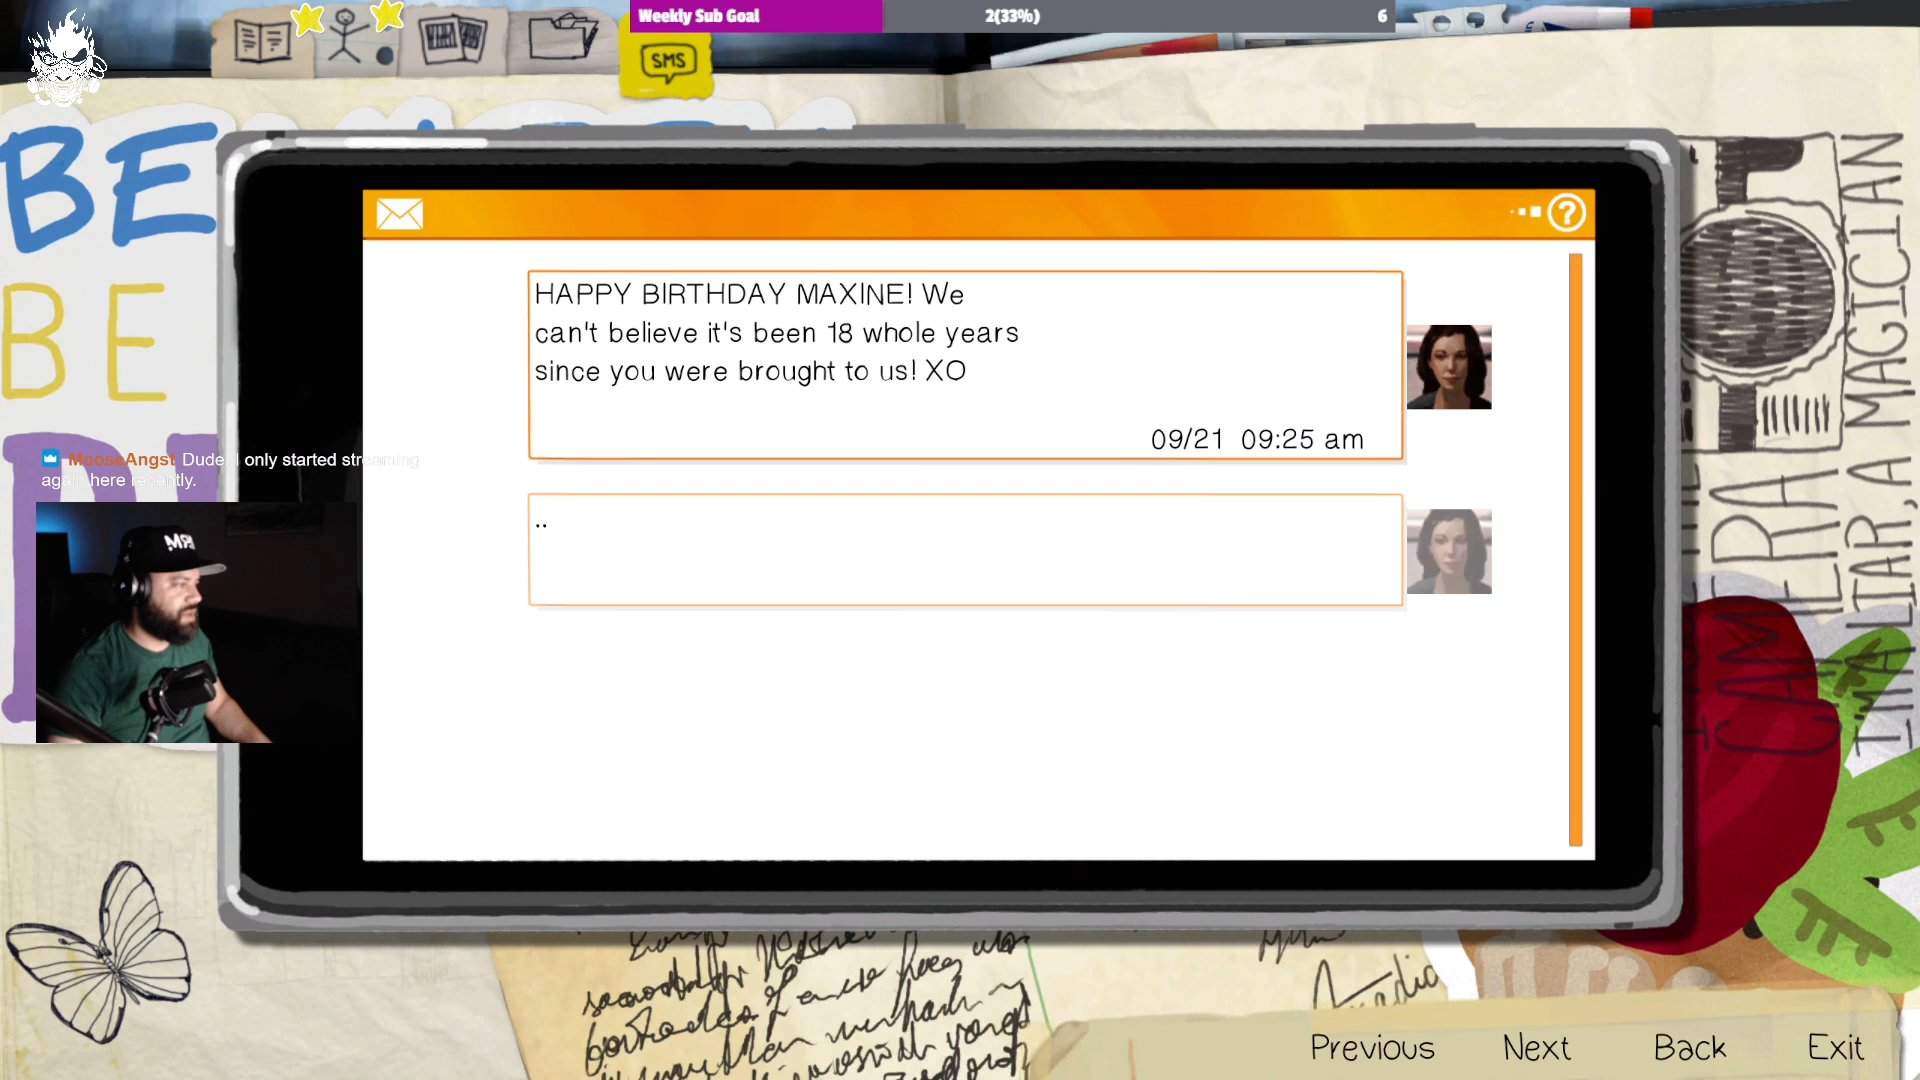 Weekly Sub Goal 2(33%) 6
SMS
BE
BE
HAPPY BIRTHDAY MAXINE! We
can't believe it's been 18 whole years
since you were brought to us! XO
09/21 09:25 am
..
MooseAngst Dude, I only started streaming
again here recently.
CAMERA
LIAR, A MAGICIAN
Previous Next Back Exit